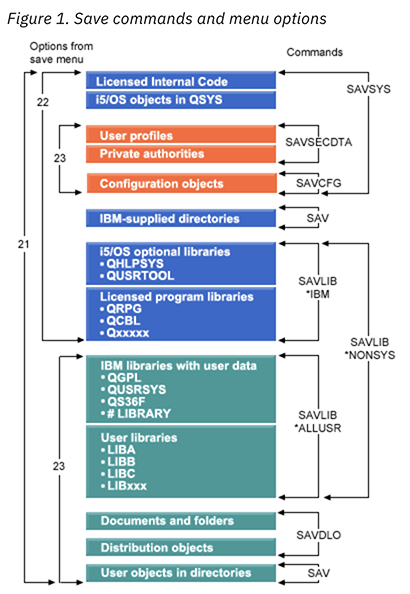 Figure 1. Save commands and menu options
Options from
save menu
Commands
22
Licensed Internal Code
i5/OS objects in QSYS
SAVSYS
User profiles
Private authorities
SAVSECDTA
23
Configuration objects
SAVCFG
IBM-supplied directories
SAV
21
i5/OS optional libraries
• QHLPSYS
• QUSRTOOL
SAVLIB
*IBM
Licensed program libraries
• QRPG
• QCBL
• Qxxxxx
SAVLIB
*NONSYS
IBM libraries with user data
• QGPL
• QUSRSYS
• QS36F
• # LIBRARY
SAVLIB
*ALLUSR
User libraries
• LIBA
• LIBB
• LIBC
• LIBxxx
23
Documents and folders
SAVDLO
Distribution objects
User objects in directories
SAV